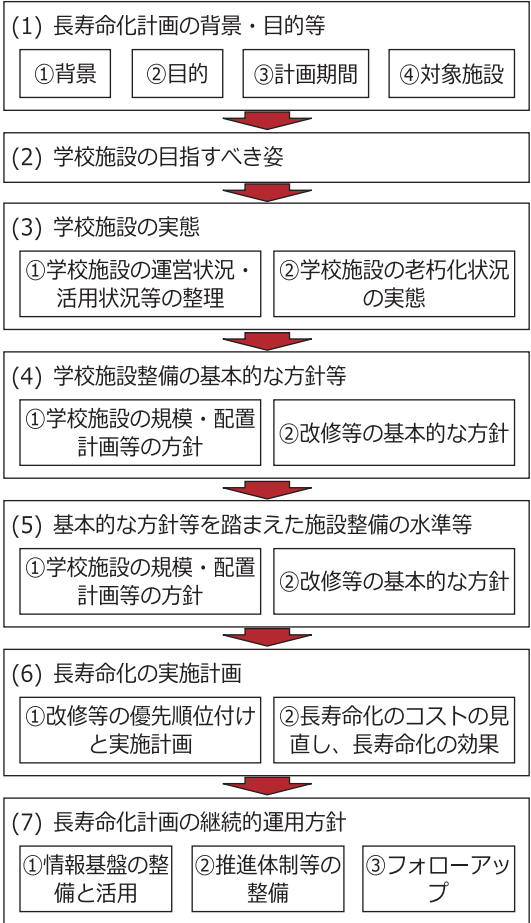 (1) 長寿命化計画の背景・目的等
①背景
②目的
③計画期間
④対象施設
(2) 学校施設の目指すべき姿
(3) 学校施設の実態
①学校施設の運営状況・
活用状況等の整理
②学校施設の老朽化状況
の実態
(4) 学校施設整備の基本的な方針等
①学校施設の規模・配置
計画等の方針
②改修等の基本的な方針
(5) 基本的な方針等を踏まえた施設整備の水準等
①学校施設の規模・配置
計画等の方針
②改修等の基本的な方針
(6) 長寿命化の実施計画
①改修等の優先順位付け
と実施計画
②長寿命化のコストの見
直し、長寿命化の効果
(7) 長寿命化計画の継続的運用方針
①情報基盤の整
備と活用
②推進体制等の
整備
③フォローアッ
プ